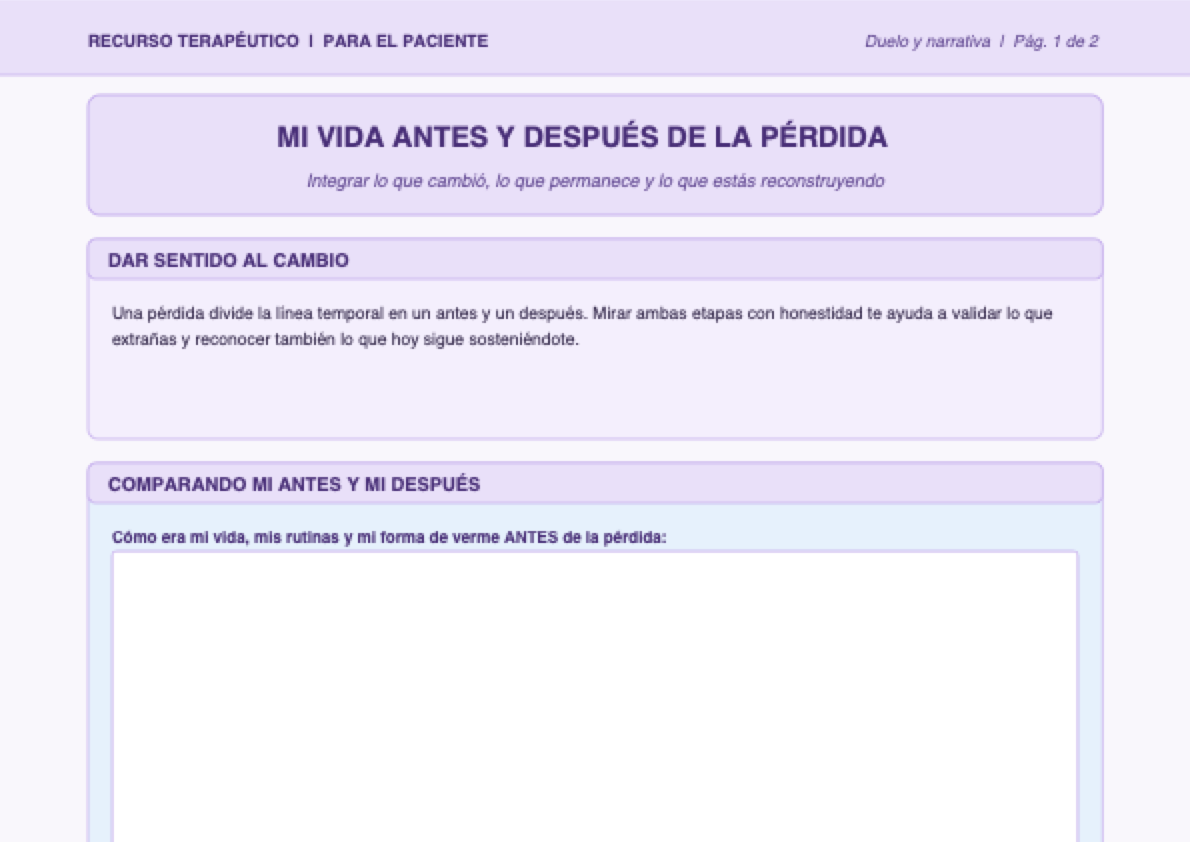 RECURSO TERAPÉUTICO | PARA EL PACIENTE
Duelo y narrativa | Pág. 1 de 2
MI VIDA ANTES Y DESPUÉS DE LA PÉRDIDA
Integrar lo que cambió, lo que permanece y lo que estás reconstruyendo
DAR SENTIDO AL CAMBIO
Una pérdida divide la línea temporal en un antes y un después. Mirar ambas etapas con honestidad te ayuda a validar lo que
extrañas y reconocer también lo que hoy sigue sosteniéndote.
COMPARANDO MI ANTES Y MI DESPUÉS
Cómo era mi vida, mis rutinas y mi forma de verme ANTES de la pérdida: